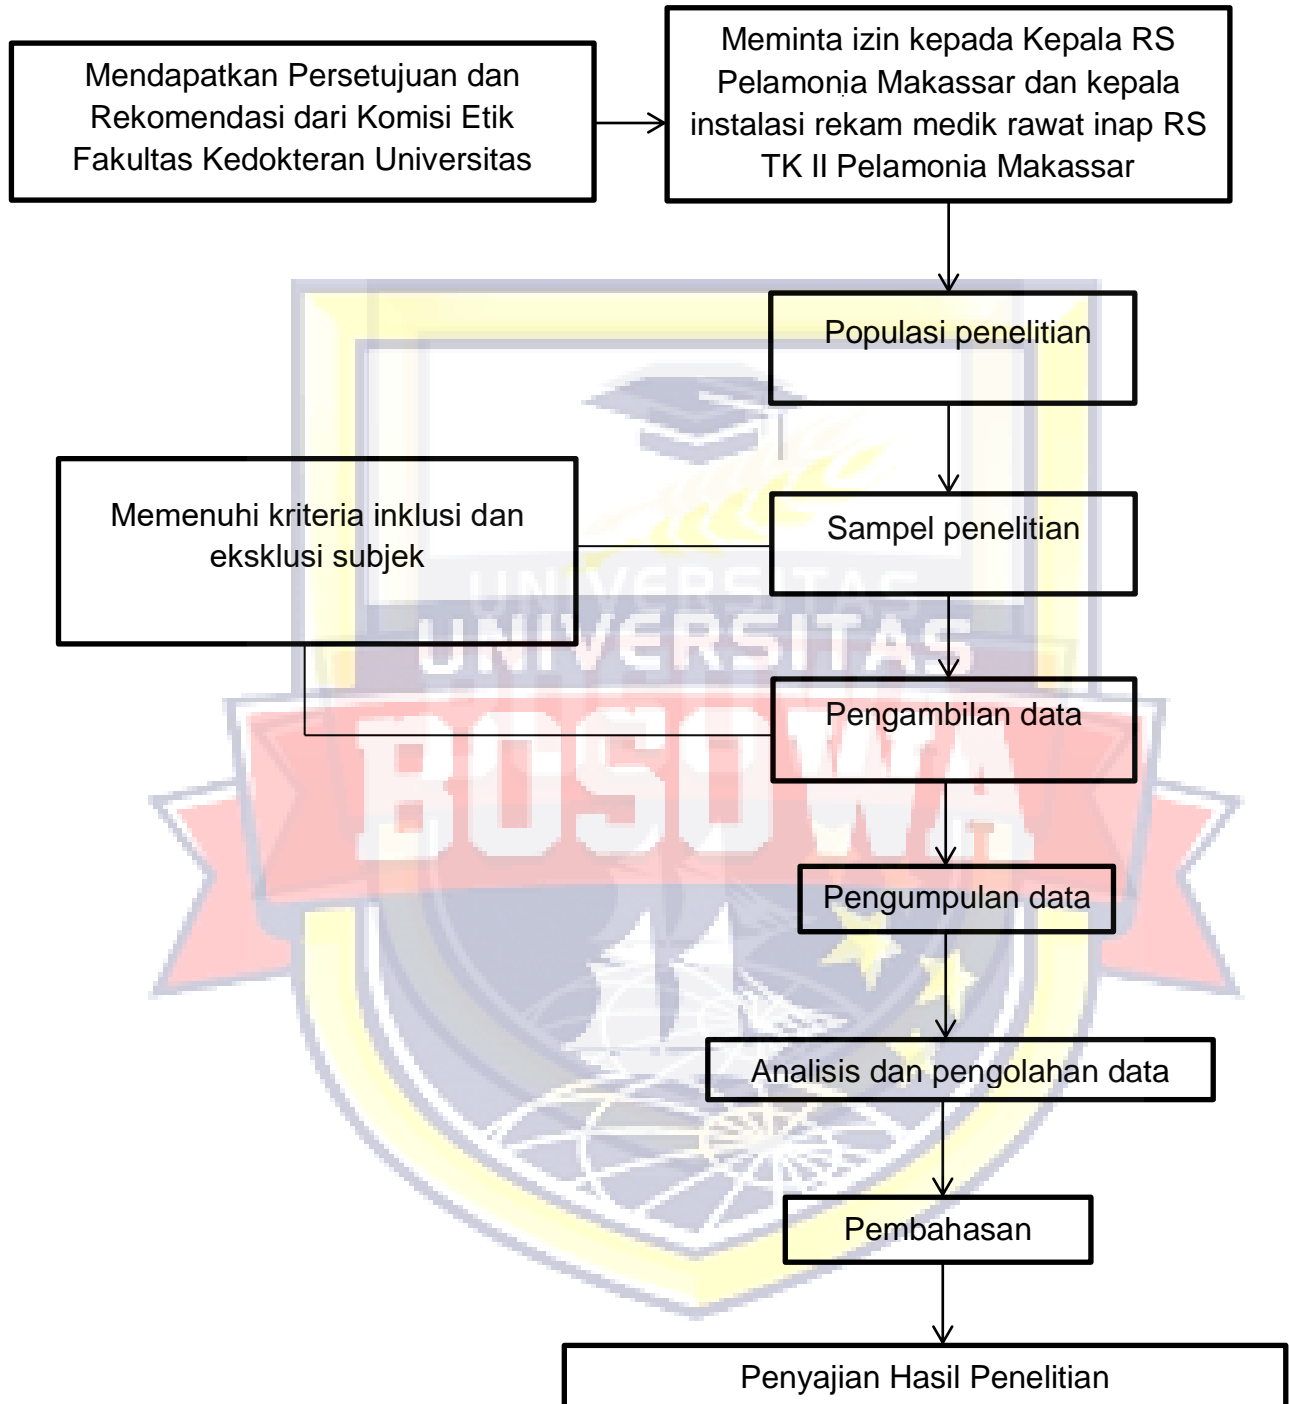 Mendapatkan Persetujuan dan
Rekomendasi dari Komisi Etik
Fakultas Kedokteran Universitas
Meminta izin kepada Kepala RS
Pelamonia Makassar dan kepala
instalasi rekam medik rawat inap RS
TK II Pelamonia Makassar
Populasi penelitian
Memenuhi kriteria inklusi dan
eksklusi subjek
Sampel penelitian
UNIVERSITAS
UNIVERSITAS
BOSOWA
Pengambilan data
Pengumpulan data
Analisis dan pengolahan data
Pembahasan
Penyajian Hasil Penelitian